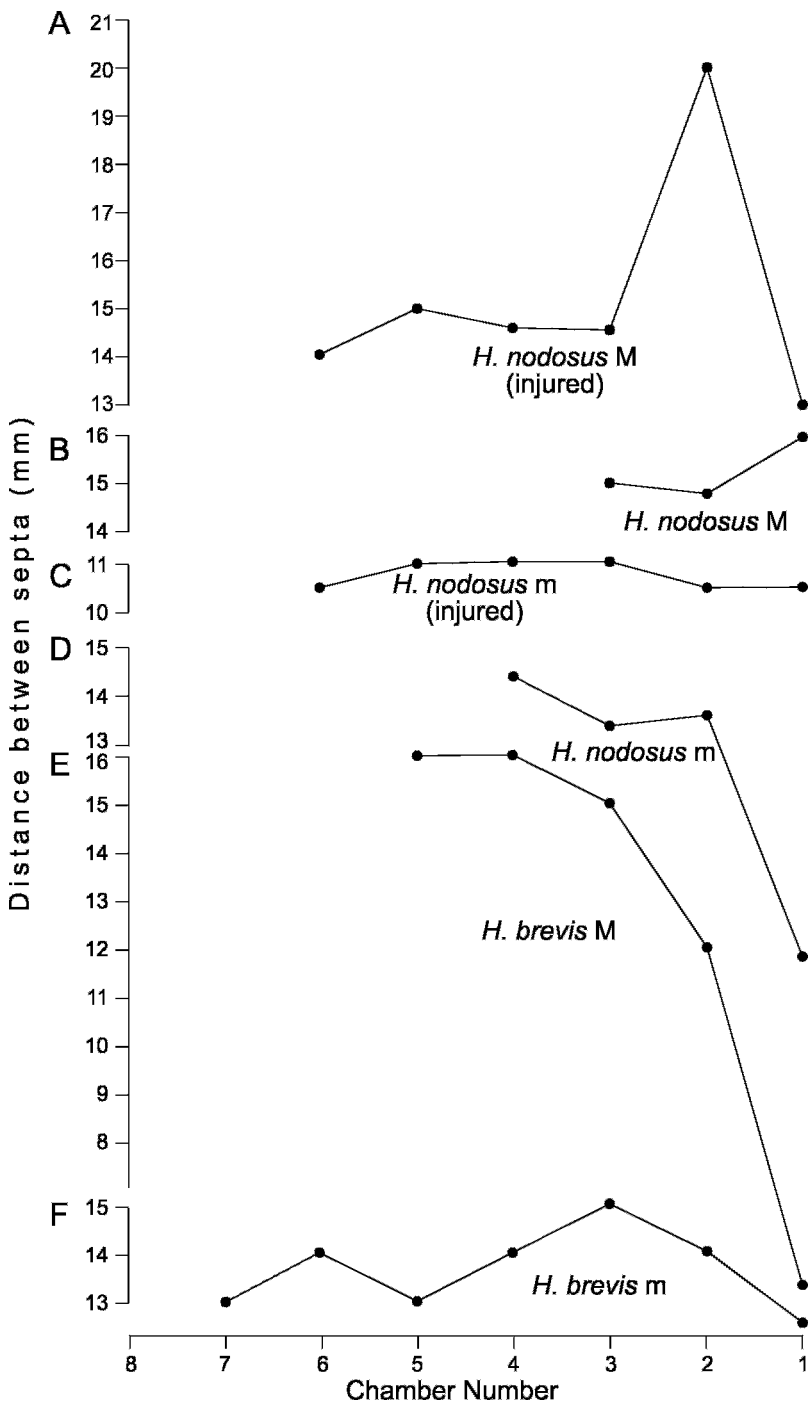 Distance between septa (mm)
A
21
20
19
18
17
16
15
14
13
H. nodosus M
(injured)
B
16
15
14
H. nodosus M
C
11
10
H. nodosus m
(injured)
D
15
14
13
H. nodosus m
E
16
15
14
13
12
11
10
9
8
H. brevis M
F
15
14
13
H. brevis m
8 7 6 5 4 3 2 1
Chamber Number